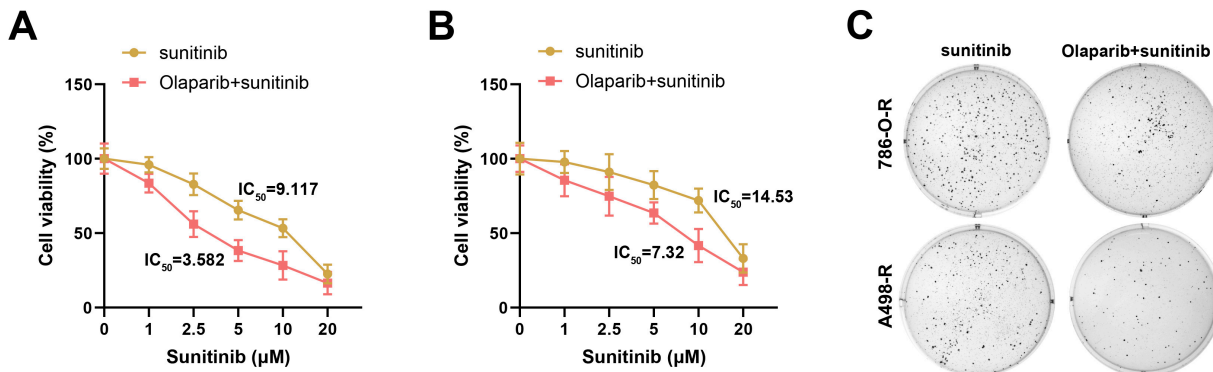 A
sunitinib
Olaparib+sunitinib
Cell viability (%)
150
100
50
0
IC50=9.117
IC50=3.582
0 1 2.5 5 10 20
Sunitinib (μM)
B
sunitinib
Olaparib+sunitinib
Cell viability (%)
150
100
50
0
IC50=14.53
IC50=7.32
0 1 2.5 5 10 20
Sunitinib (μM)
C
sunitinib Olaparib+sunitinib
786-O-R
A498-R